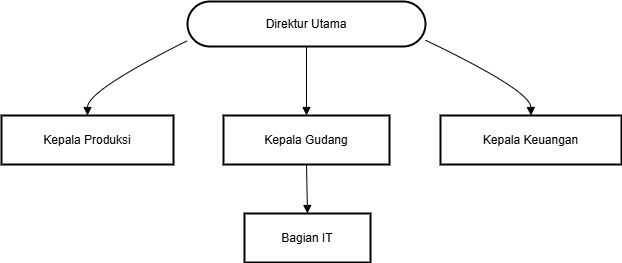 Direktur Utama
Kepala Produksi
Kepala Gudang
Kepala Keuangan
Bagian IT